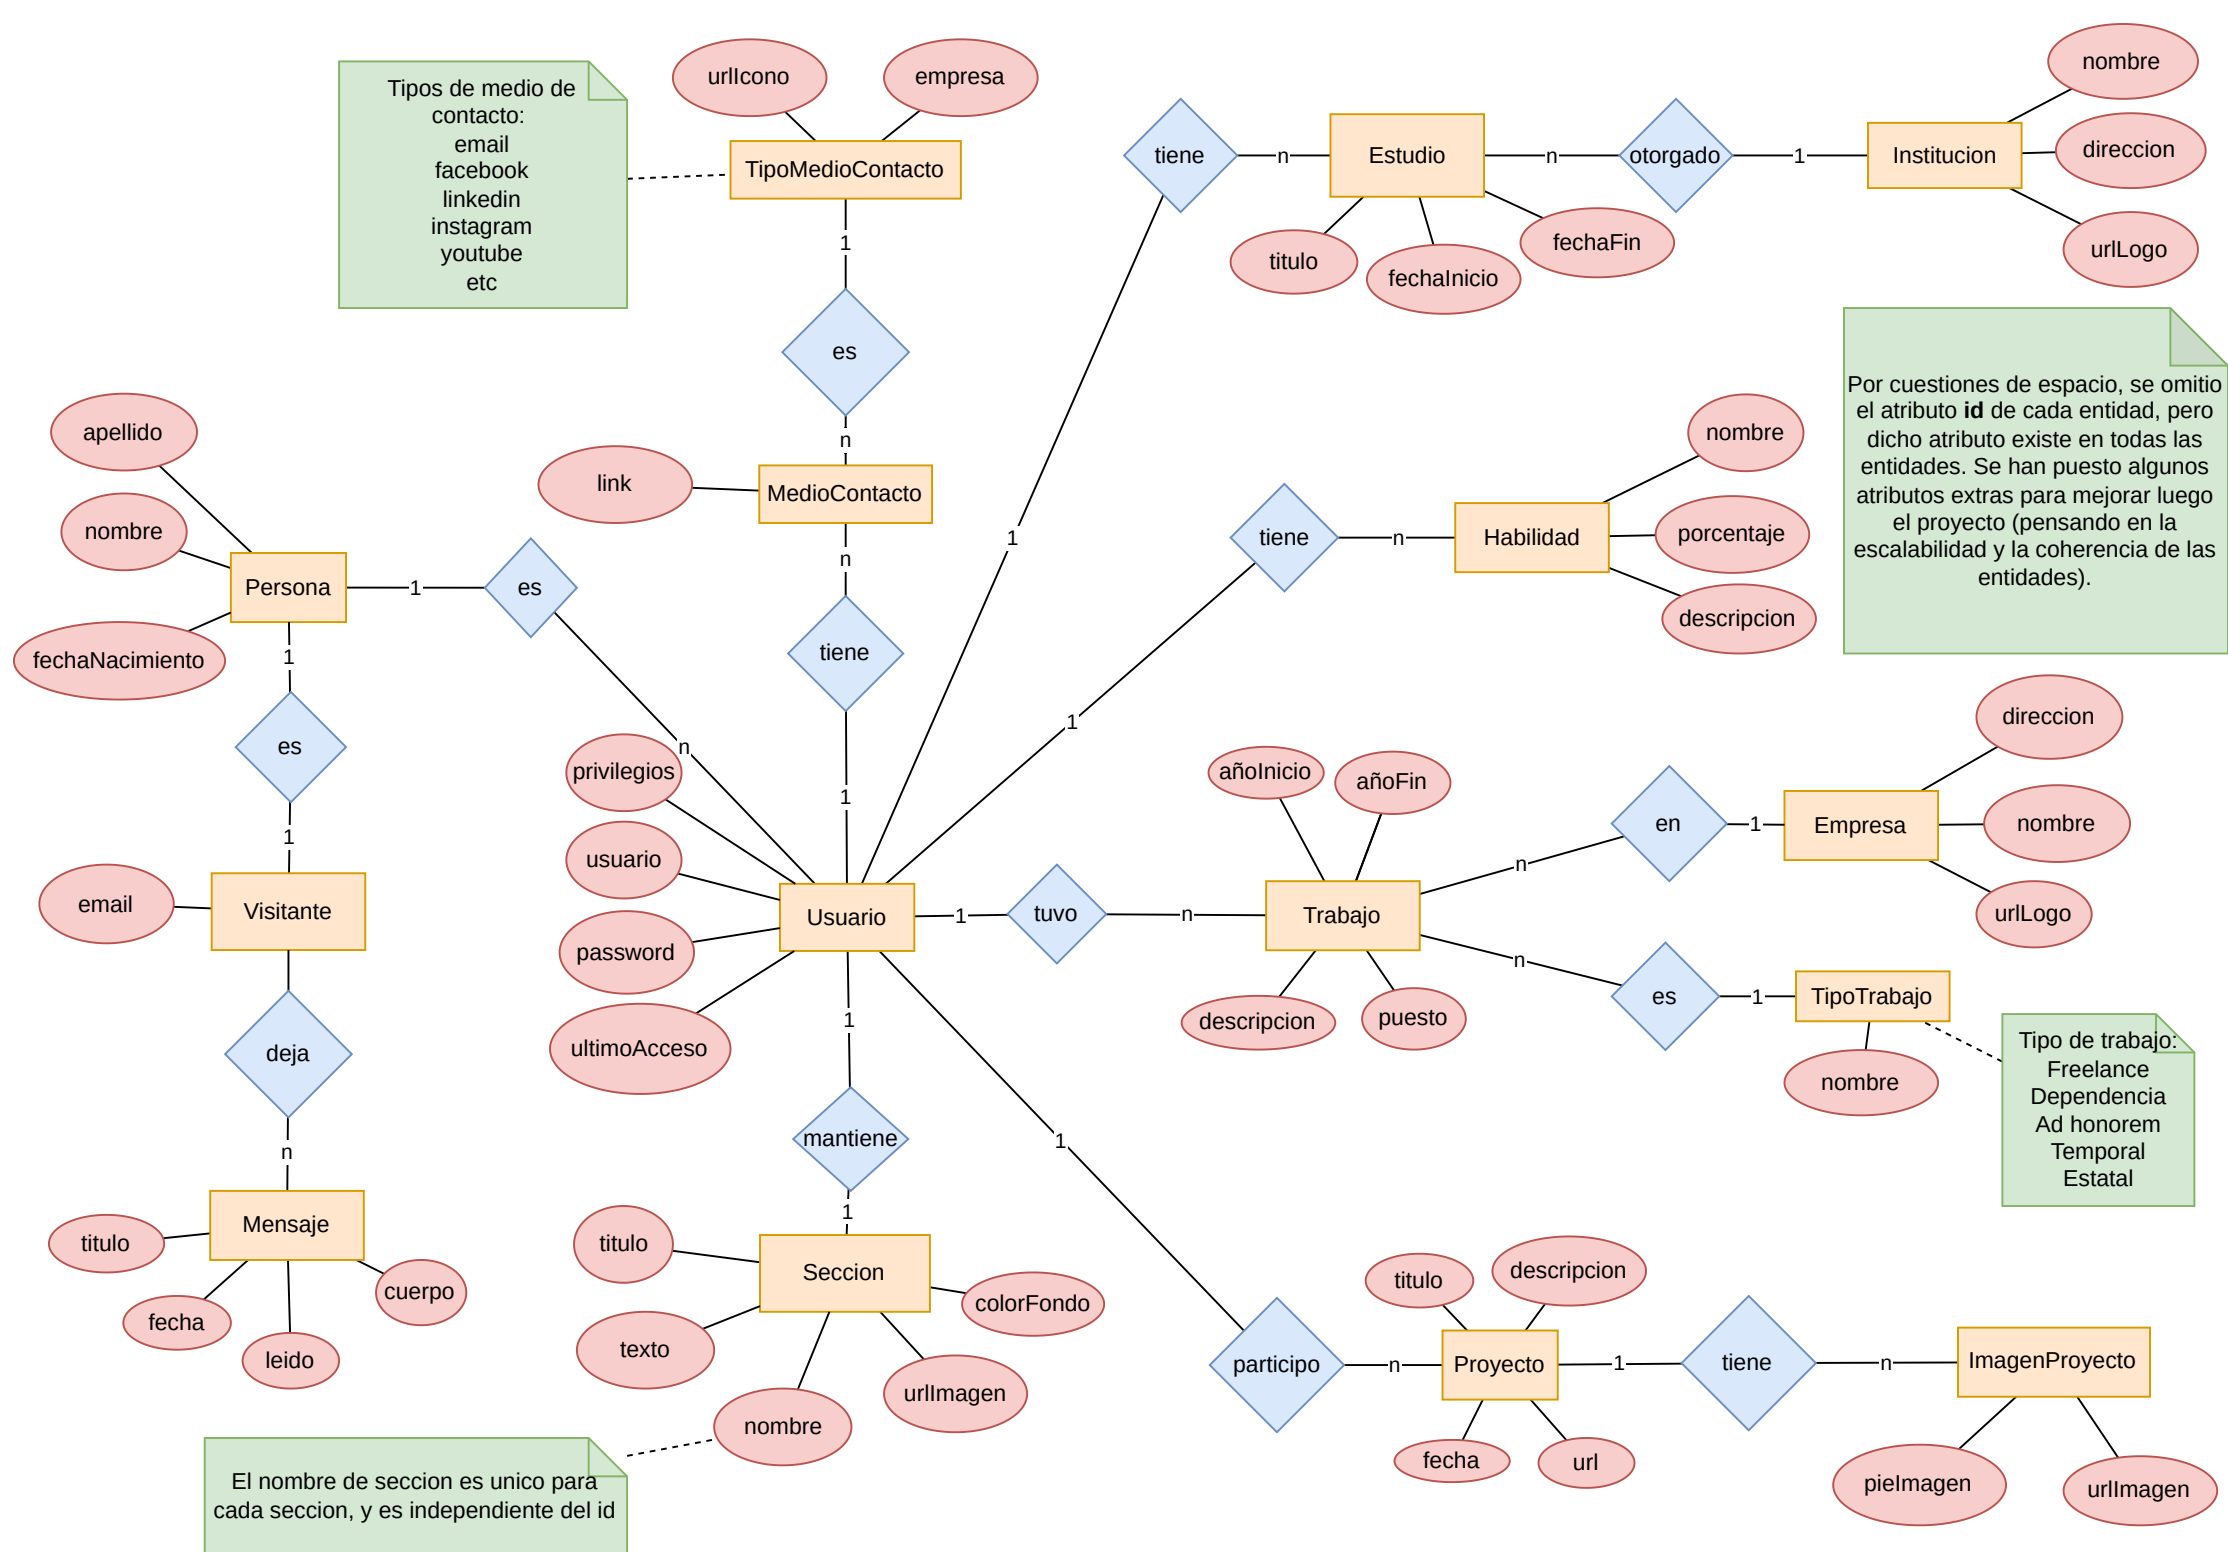 Tipos de medio de
contacto:
email
facebook
linkedin
instagram
youtube
etc
urlIcono
empresa
TipoMedioContacto
1
es
n
MedioContacto
link
n
tiene
1
tiene
n
Estudio
n
otorgado
1
Institucion
nombre
direccion
urlLogo
titulo
fechaInicio
fechaFin
1
Por cuestiones de espacio, se omitio
el atributo id de cada entidad, pero
dicho atributo existe en todas las
entidades. Se han puesto algunos
atributos extras para mejorar luego
el proyecto (pensando en la
escalabilidad y la coherencia de las
entidades).
tiene
n
Habilidad
nombre
porcentaje
descripcion
1
apellido
nombre
Persona
fechaNacimiento
1
es
n
1
es
1
email
Visitante
deja
n
Mensaje
titulo
fecha
leido
cuerpo
privilegios
usuario
password
ultimoAcceso
Usuario
1
tuvo
n
Trabajo
añoInicio
añoFin
descripcion
puesto
n
en
1
Empresa
direccion
nombre
urlLogo
n
es
1
TipoTrabajo
nombre
Tipo de trabajo:
Freelance
Dependencia
Ad honorem
Temporal
Estatal
1
mantiene
1
Seccion
titulo
texto
nombre
urlImagen
colorFondo
El nombre de seccion es unico para
cada seccion, y es independiente del id
1
participo
n
Proyecto
titulo
descripcion
fecha
url
1
tiene
n
ImagenProyecto
pieImagen
urlImagen